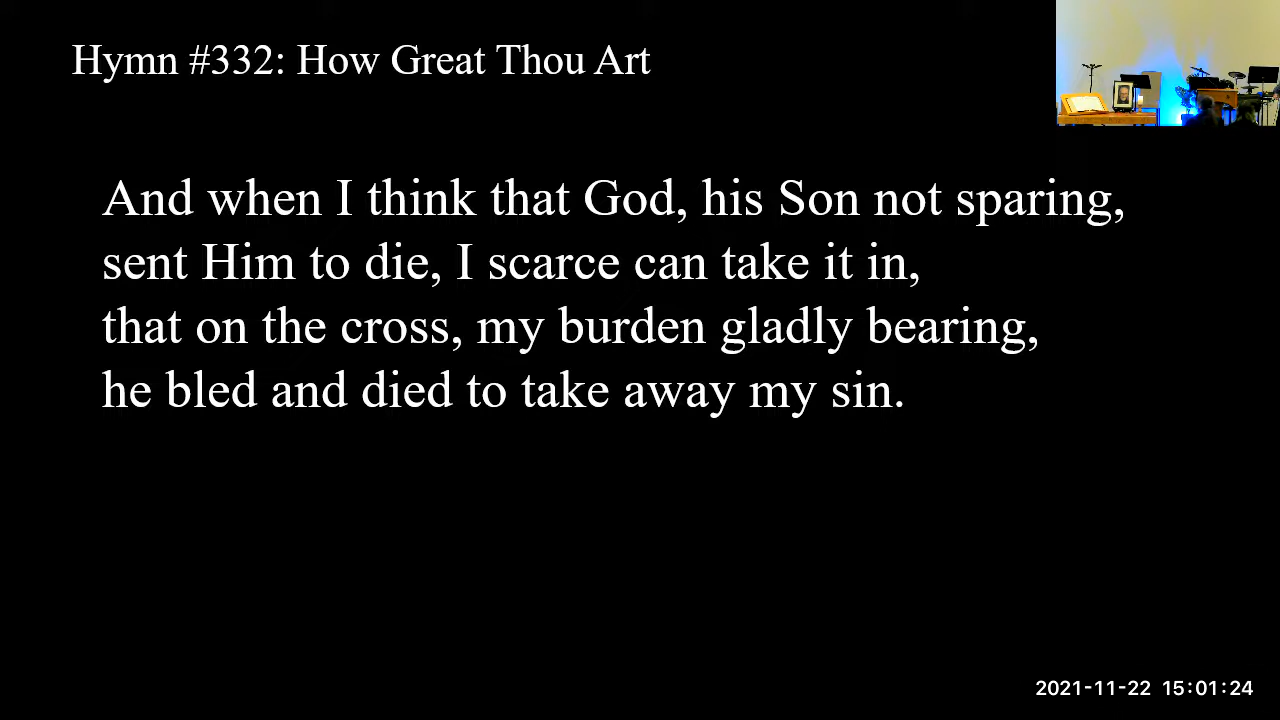 Hymn #332: How Great Thou Art
And when I think that God, his Son not sparing,
sent Him to die, I scarce can take it in,
that on the cross, my burden gladly bearing,
he bled and died to take away my sin.
2021-11-22 15:01:24